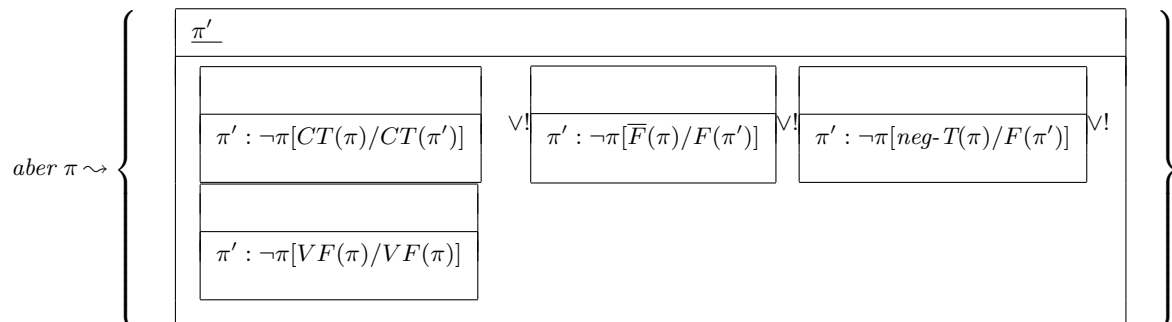 π′
π′ : ¬π[CT(π)/CT(π′)] ∨! π′ : ¬π[F̅(π)/F(π′)] ∨! π′ : ¬π[neg-T(π)/F(π′)] ∨!
aber π ⤳
π′ : ¬π[VF(π)/VF(π)]